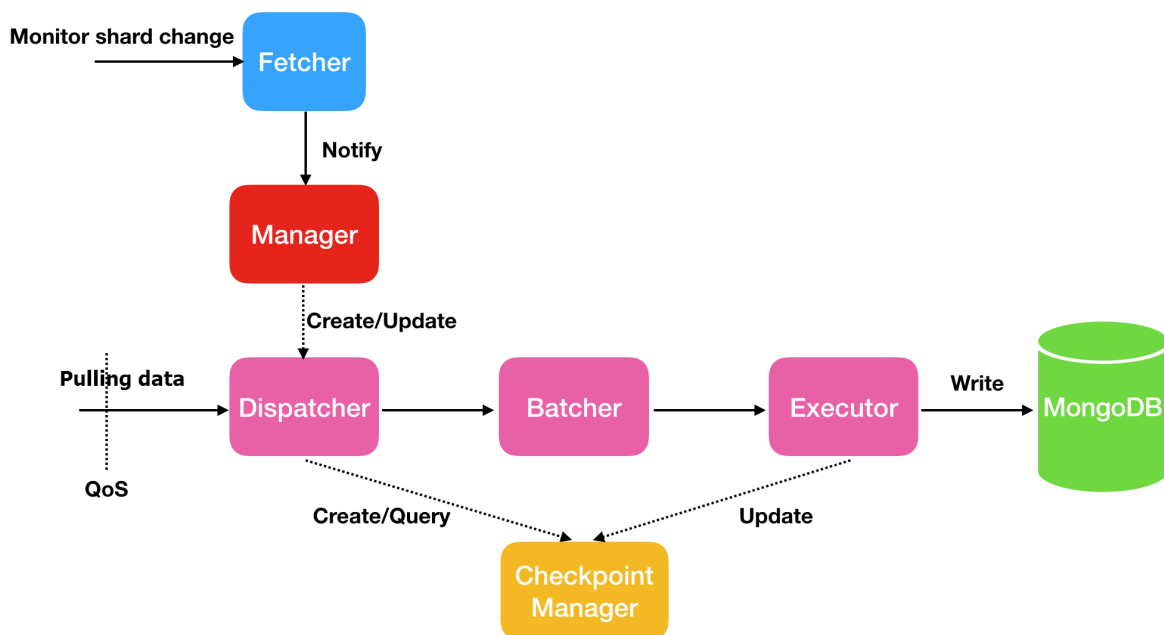 Monitor shard change
Fetcher
Notify
Manager
Create/Update
Pulling data
Dispatcher
Batcher
Executor
Write
MongoDB
QoS
Create/Query
Update
Checkpoint
Manager